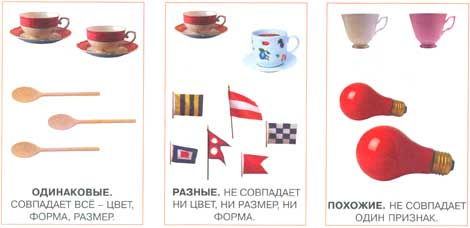 ОДИНАКОВЫЕ.
СОВПАДАЕТ ВСЁ – ЦВЕТ,
ФОРМА, РАЗМЕР.
РАЗНЫЕ. НЕ СОВПАДАЕТ
НИ ЦВЕТ, НИ РАЗМЕР, НИ
ФОРМА.
ПОХОЖИЕ. НЕ СОВПАДАЕТ
ОДИН ПРИЗНАК.